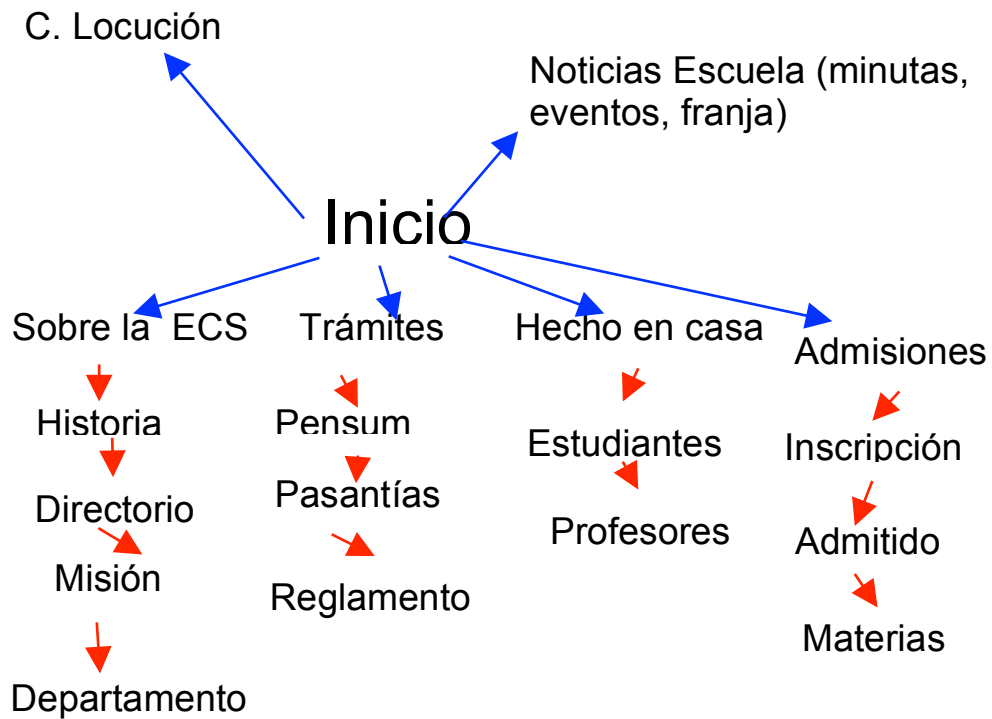 C. Locución
Noticias Escuela (minutas,
eventos, franja)
Inicio
Sobre la ECS
Trámites
Hecho en casa
Admisiones
Historia
Pensum
Estudiantes
Inscripción
Directorio
Pasantías
Profesores
Admitido
Misión
Reglamento
Materias
Departamento